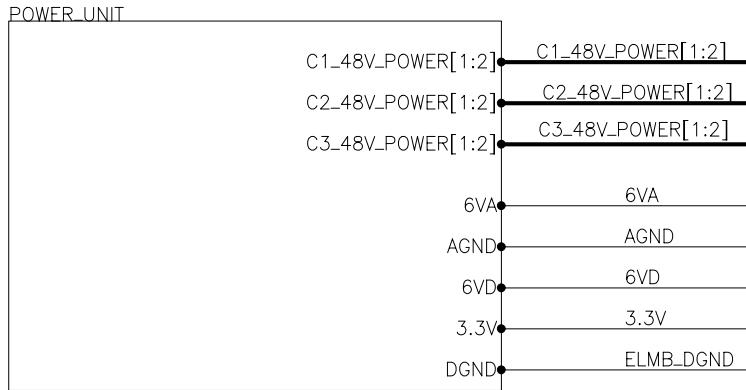 POWER_UNIT
C1_48V_POWER[1:2] C1_48V_POWER[1:2]
C2_48V_POWER[1:2] C2_48V_POWER[1:2]
C3_48V_POWER[1:2] C3_48V_POWER[1:2]
6VA 6VA
AGND AGND
6VD 6VD
3.3V 3.3V
DGND ELMB_DGND